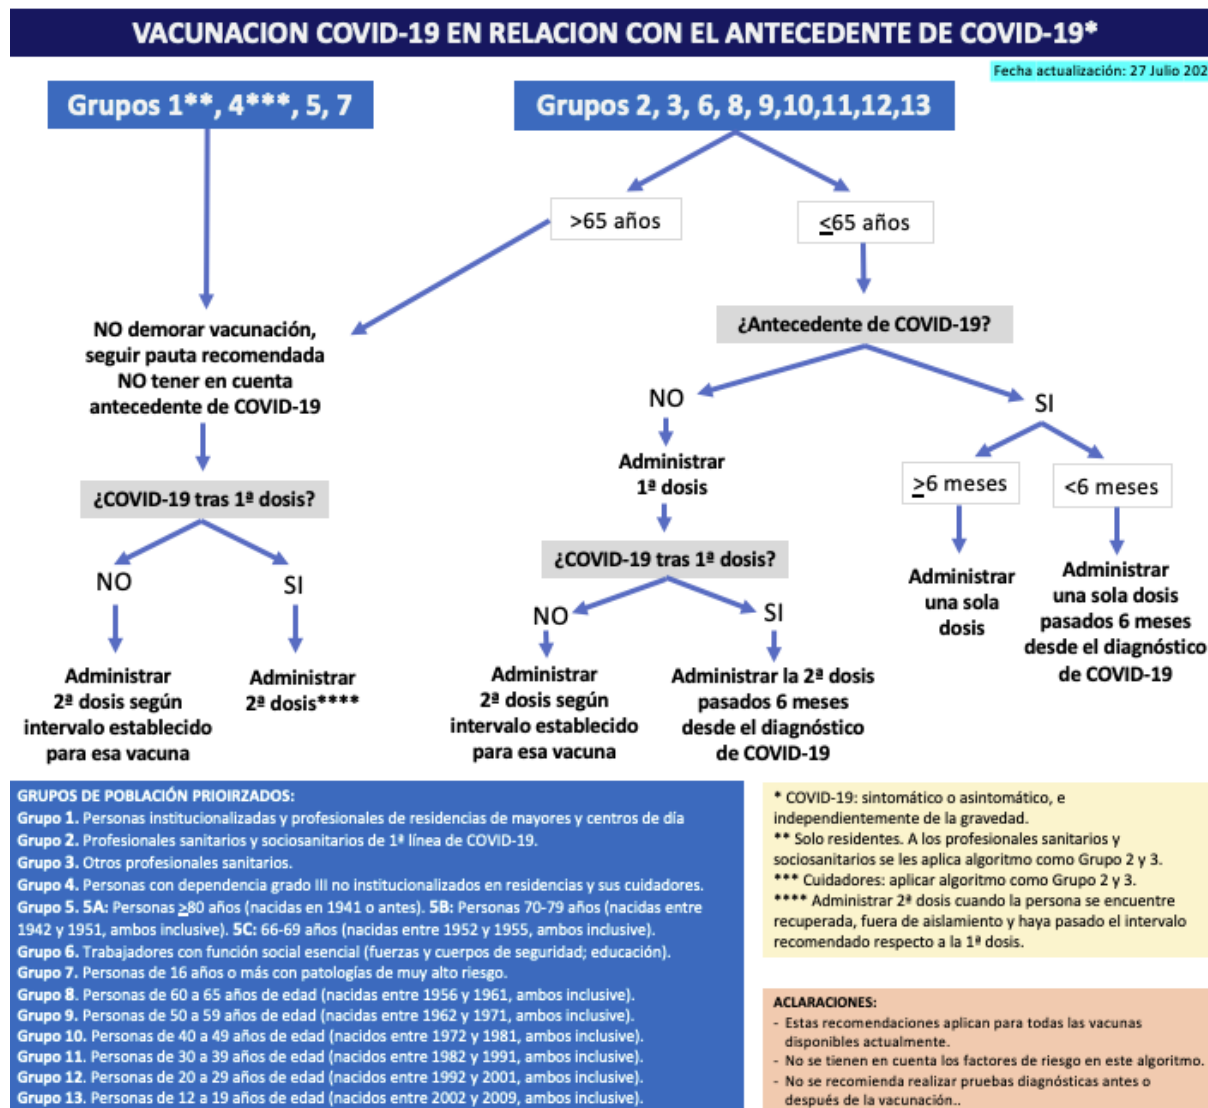 VACUNACION COVID-19 EN RELACION CON EL ANTECEDENTE DE COVID-19*
Fecha actualización: 27 Julio 202
Grupos 1**, 4***, 5, 7
Grupos 2, 3, 6, 8, 9,10,11,12,13
>65 años
≤65 años
NO demorar vacunación,
seguir pauta recomendada
NO tener en cuenta
antecedente de COVID-19
¿Antecedente de COVID-19?
NO
SI
Administrar
1ª dosis
≥6 meses
<6 meses
¿COVID-19 tras 1ª dosis?
¿COVID-19 tras 1ª dosis?
Administrar
una sola
dosis
Administrar
una sola dosis
pasados 6 meses
desde el diagnóstico
de COVID-19
NO
SI
NO
SI
Administrar
2ª dosis según
intervalo establecido
para esa vacuna
Administrar
2ª dosis****
Administrar
2ª dosis según
intervalo establecido
para esa vacuna
Administrar la 2ª dosis
pasados 6 meses
desde el diagnóstico
de COVID-19
GRUPOS DE POBLACIÓN PRIOIRZADOS:
Grupo 1. Personas institucionalizadas y profesionales de residencias de mayores y centros de día
Grupo 2. Profesionales sanitarios y sociosanitarios de 1ª línea de COVID-19.
Grupo 3. Otros profesionales sanitarios.
Grupo 4. Personas con dependencia grado III no institucionalizados en residencias y sus cuidadores.
Grupo 5. 5A: Personas ≥80 años (nacidas en 1941 o antes). 5B: Personas 70-79 años (nacidas entre
1942 y 1951, ambos inclusive). 5C: 66-69 años (nacidas entre 1952 y 1955, ambos inclusive).
Grupo 6. Trabajadores con función social esencial (fuerzas y cuerpos de seguridad; educación).
Grupo 7. Personas de 16 años o más con patologías de muy alto riesgo.
Grupo 8. Personas de 60 a 65 años de edad (nacidas entre 1956 y 1961, ambos inclusive).
Grupo 9. Personas de 50 a 59 años de edad (nacidas entre 1962 y 1971, ambos inclusive).
Grupo 10. Personas de 40 a 49 años de edad (nacidos entre 1972 y 1981, ambos inclusive).
Grupo 11. Personas de 30 a 39 años de edad (nacidos entre 1982 y 1991, ambos inclusive).
Grupo 12. Personas de 20 a 29 años de edad (nacidos entre 1992 y 2001, ambos inclusive).
Grupo 13. Personas de 12 a 19 años de edad (nacidos entre 2002 y 2009, ambos inclusive).
* COVID-19: sintomático o asintomático, e
independientemente de la gravedad.
** Solo residentes. A los profesionales sanitarios y
sociosanitarios se les aplica algoritmo como Grupo 2 y 3.
*** Cuidadores: aplicar algoritmo como Grupo 2 y 3.
**** Administrar 2ª dosis cuando la persona se encuentre
recuperada, fuera de aislamiento y haya pasado el intervalo
recomendado respecto a la 1ª dosis.
ACLARACIONES:
- Estas recomendaciones aplican para todas las vacunas
disponibles actualmente.
- No se tienen en cuenta los factores de riesgo en este algoritmo.
- No se recomienda realizar pruebas diagnósticas antes o
después de la vacunación..